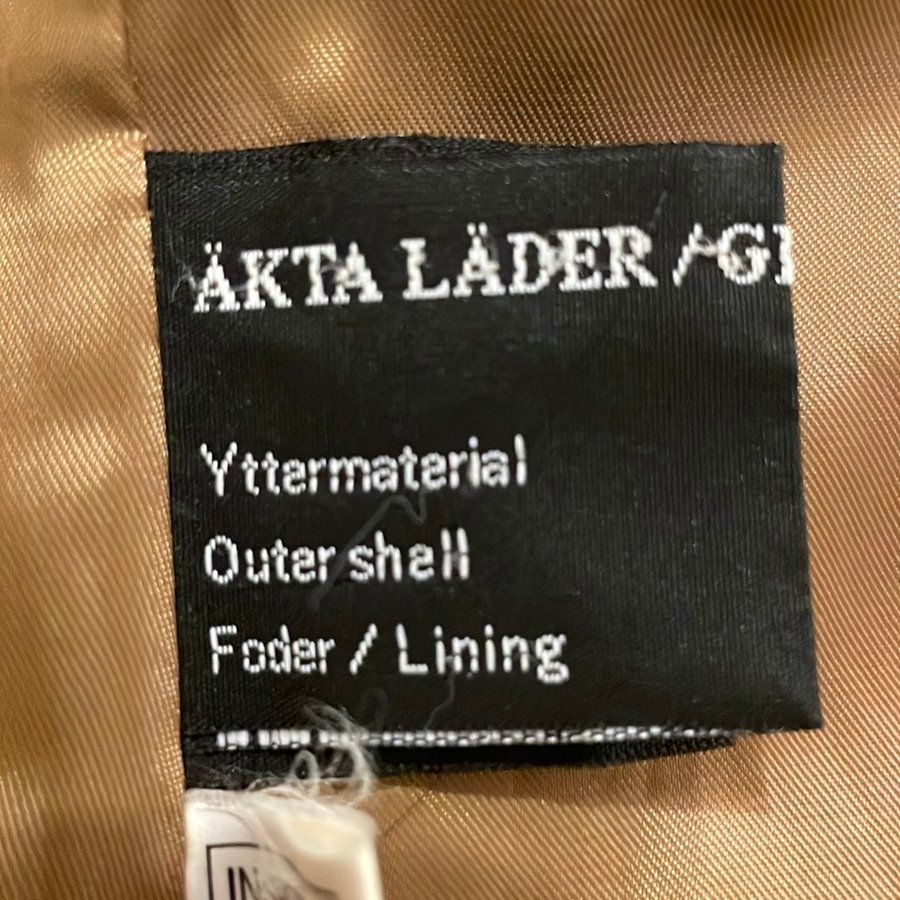 ÄKTA LÄDER /
Yttermaterial
Outer shell
Foder / Lining